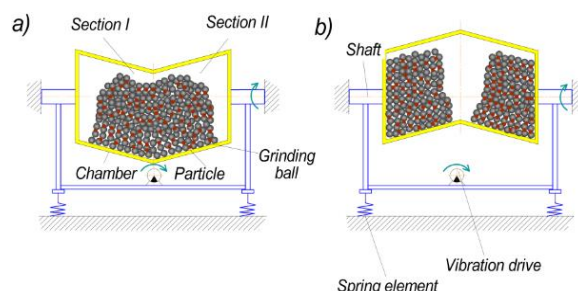 a)
Section I
Section II
Chamber
Particle
Grinding
ball
b)
Shaft
Vibration drive
Spring element